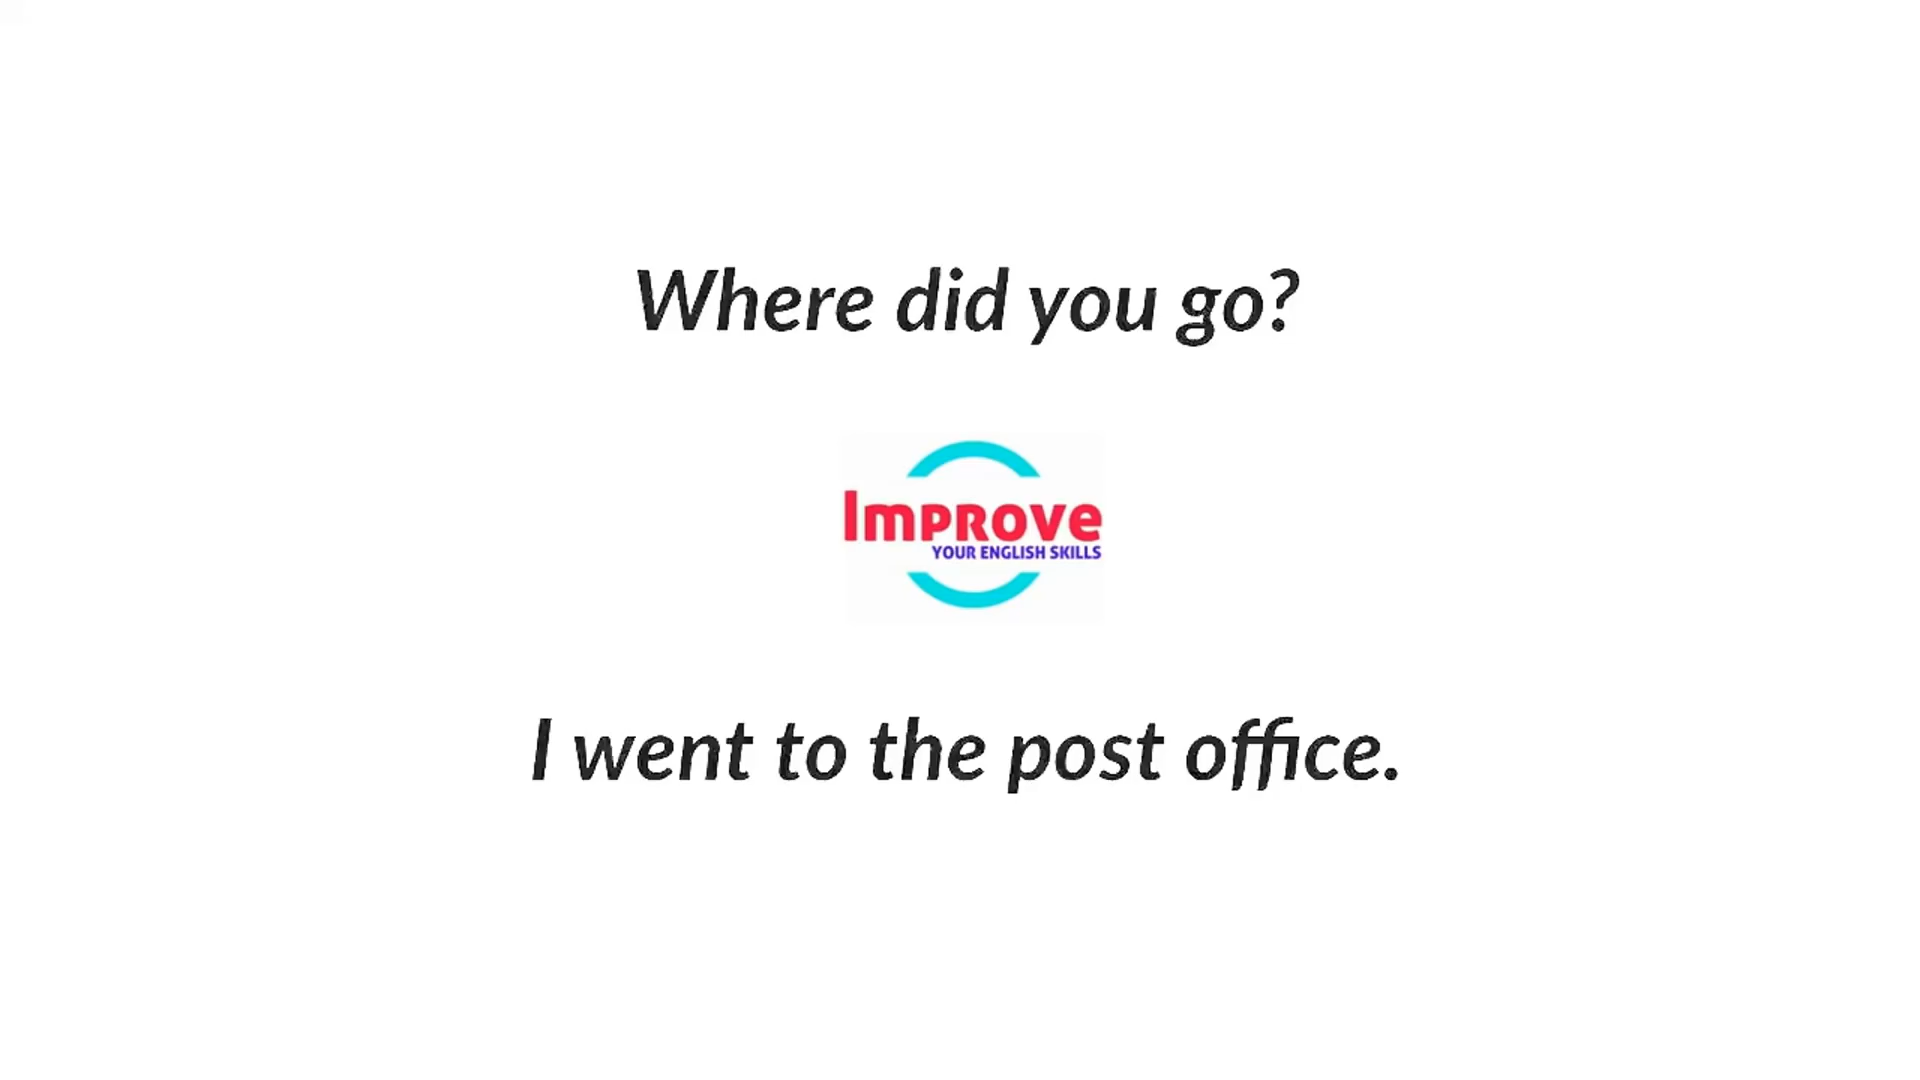 Where did you go?
Improve
YOUR ENGLISH SKILLS
I went to the post office.